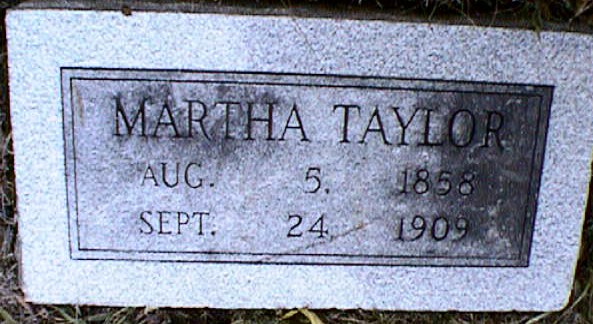 MARTHA TAYLOR
AUG. 5. 1858
SEPT. 24. 1909